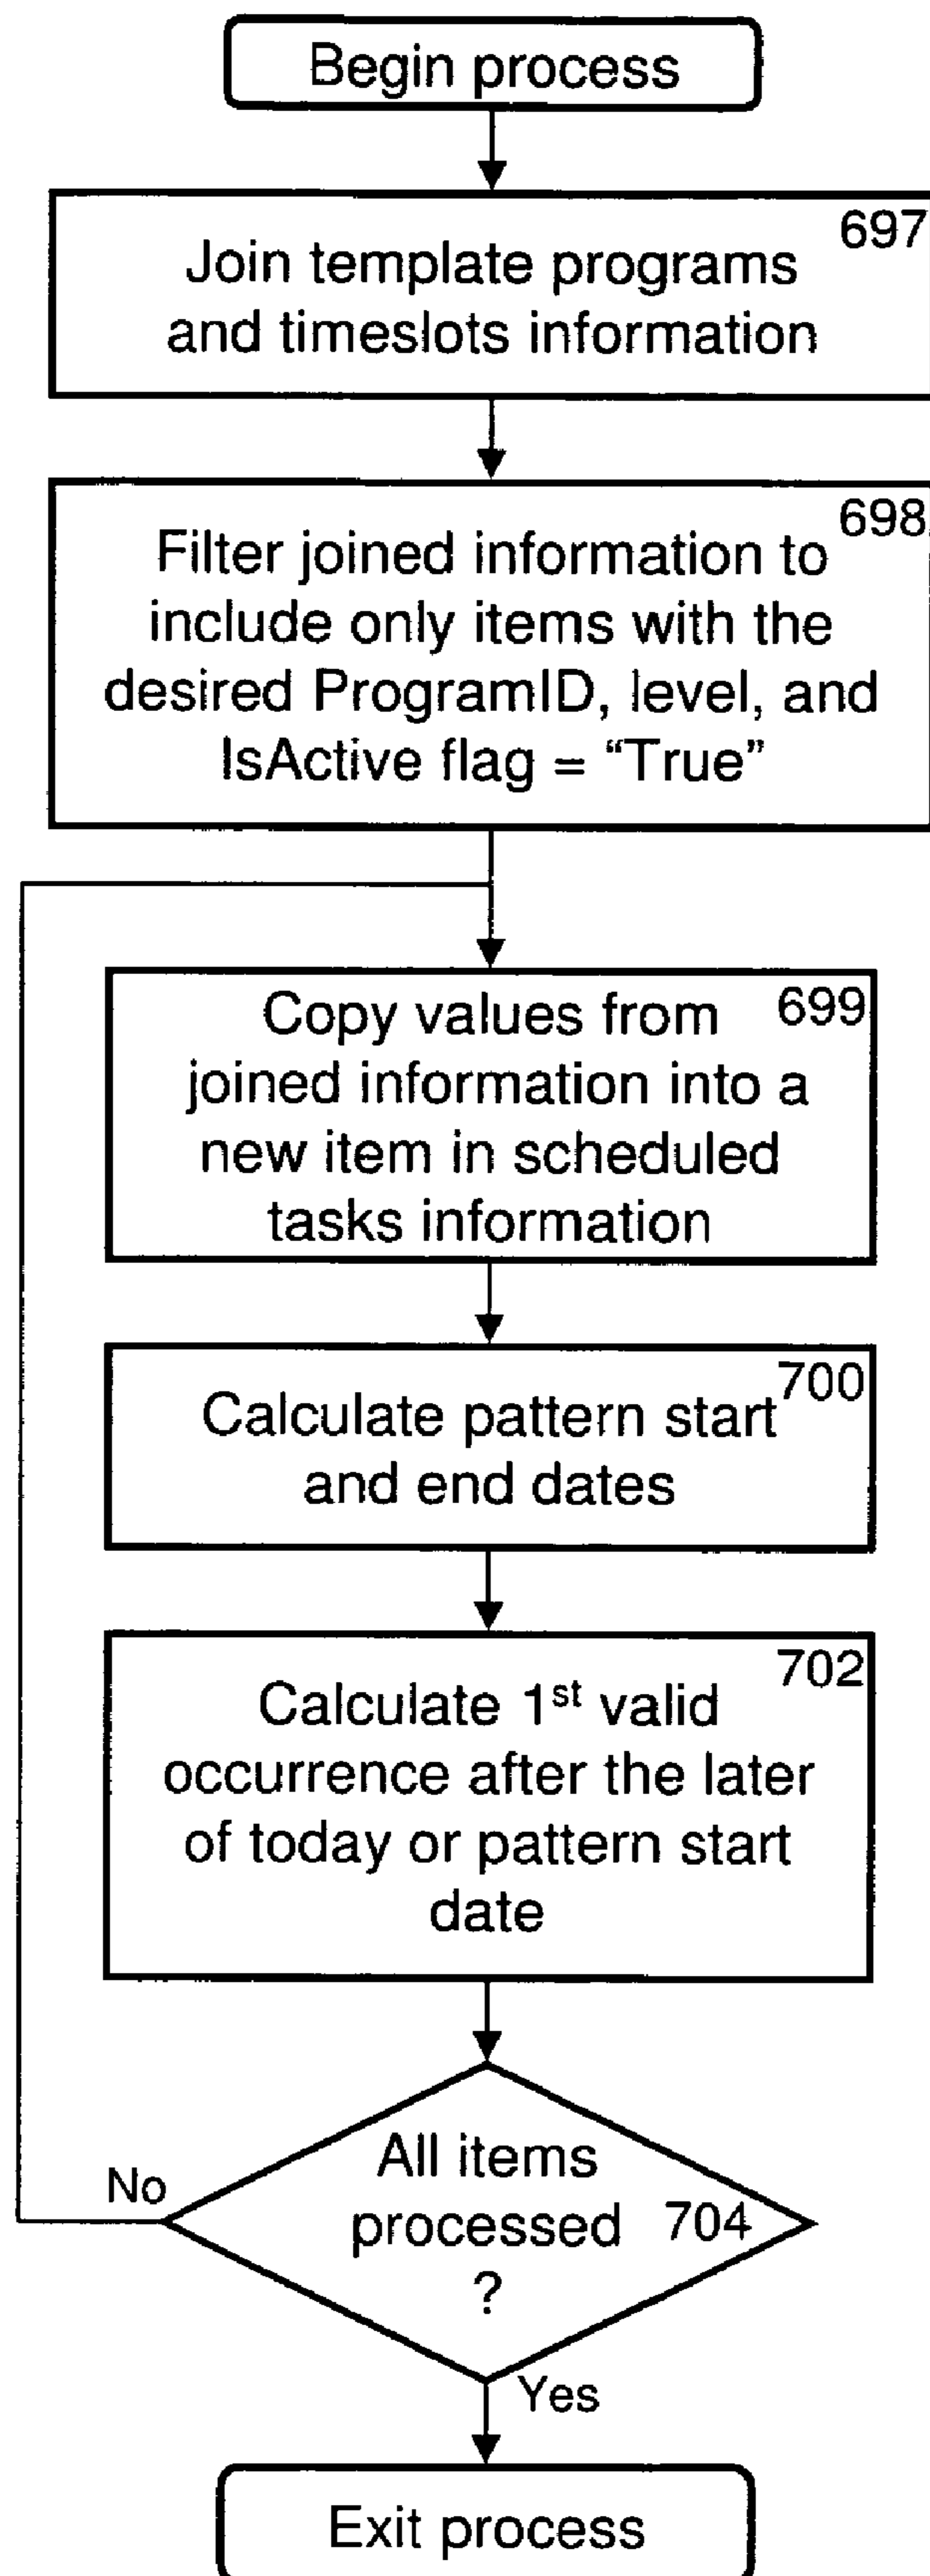 Begin process
697
Join template programs
and timeslots information
698
Filter joined information to
include only items with the
desired ProgramID, level, and
IsActive flag = “True”
699
Copy values from
joined information into a
new item in scheduled
tasks information
700
Calculate pattern start
and end dates
702
Calculate 1st valid
occurrence after the later
of today or pattern start
date
All items
No
processed 704
?
Yes
Exit process